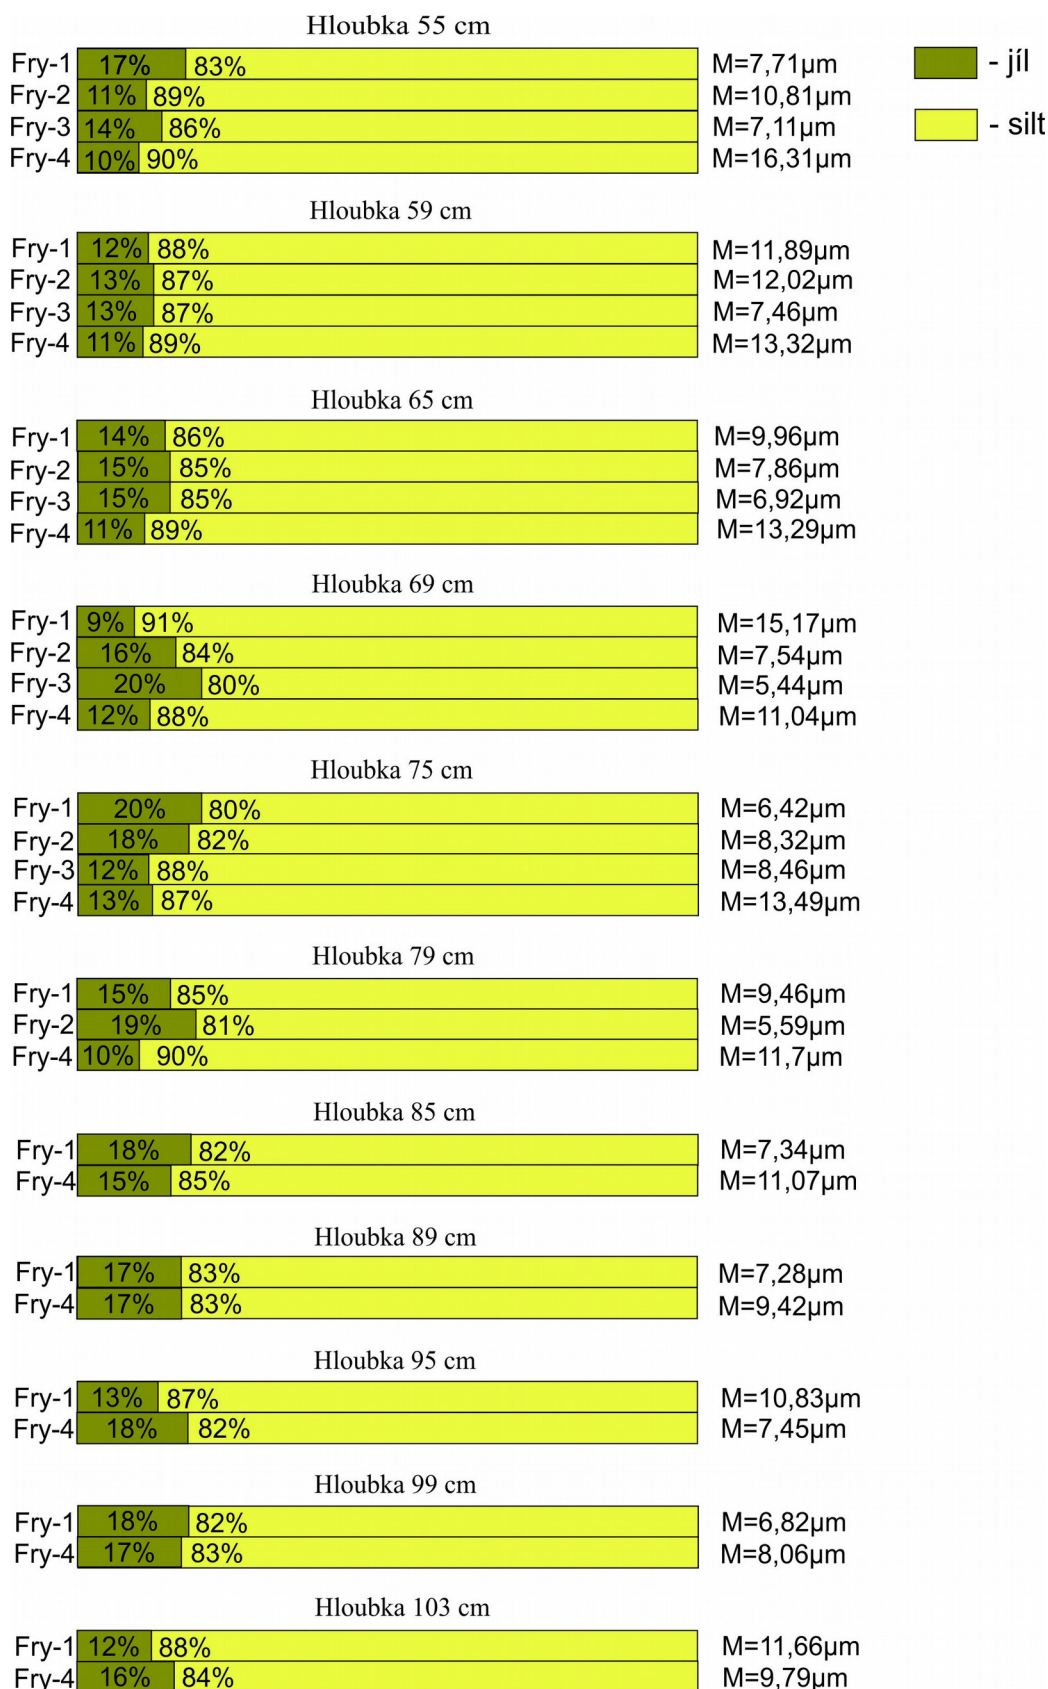 Hloubka 55 cm
Fry-1 17% 83% M=7,71µm
Fry-2 11% 89% M=10,81µm
Fry-3 14% 86% M=7,11µm
Fry-4 10% 90% M=16,31µm
- jíl
- silt
Hloubka 59 cm
Fry-1 12% 88% M=11,89µm
Fry-2 13% 87% M=12,02µm
Fry-3 13% 87% M=7,46µm
Fry-4 11% 89% M=13,32µm
Hloubka 65 cm
Fry-1 14% 86% M=9,96µm
Fry-2 15% 85% M=7,86µm
Fry-3 15% 85% M=6,92µm
Fry-4 11% 89% M=13,29µm
Hloubka 69 cm
Fry-1 9% 91% M=15,17µm
Fry-2 16% 84% M=7,54µm
Fry-3 20% 80% M=5,44µm
Fry-4 12% 88% M=11,04µm
Hloubka 75 cm
Fry-1 20% 80% M=6,42µm
Fry-2 18% 82% M=8,32µm
Fry-3 12% 88% M=8,46µm
Fry-4 13% 87% M=13,49µm
Hloubka 79 cm
Fry-1 15% 85% M=9,46µm
Fry-2 19% 81% M=5,59µm
Fry-4 10% 90% M=11,7µm
Hloubka 85 cm
Fry-1 18% 82% M=7,34µm
Fry-4 15% 85% M=11,07µm
Hloubka 89 cm
Fry-1 17% 83% M=7,28µm
Fry-4 17% 83% M=9,42µm
Hloubka 95 cm
Fry-1 13% 87% M=10,83µm
Fry-4 18% 82% M=7,45µm
Hloubka 99 cm
Fry-1 18% 82% M=6,82µm
Fry-4 17% 83% M=8,06µm
Hloubka 103 cm
Fry-1 12% 88% M=11,66µm
Fry-4 16% 84% M=9,79µm